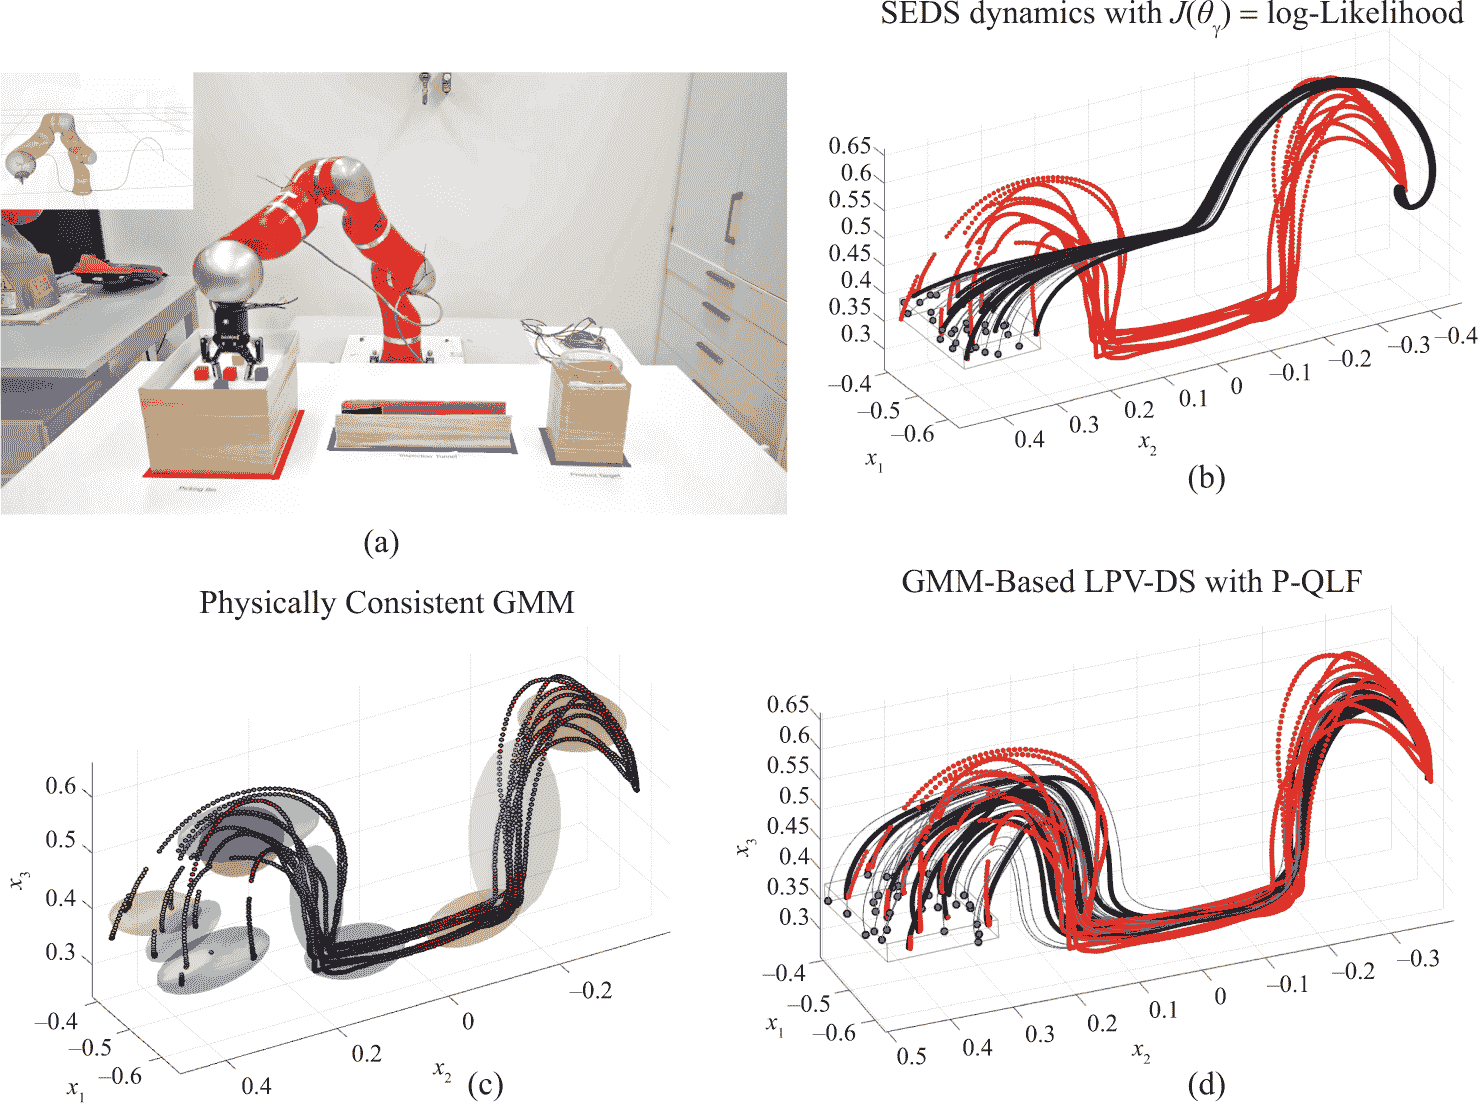 SEDS dynamics with J(θγ) = log-Likelihood
0.65
0.6
0.55
0.5
0.45
0.4
0.35
0.3
−0.4
−0.5
−0.6
x1
0.4
0.3
0.2
0.1
0
−0.1
−0.2
−0.3
−0.4
x2
(b)
Picking Bin
Inspection Tunnel
Product Target
(a)
Physically Consistent GMM
0.6
0.5
0.4
0.3
x3
−0.4
−0.5
−0.6
x1
0.4
0.2
0
−0.2
x2
(c)
GMM-Based LPV-DS with P-QLF
0.65
0.6
0.55
0.5
0.45
0.4
0.35
0.3
x3
−0.4
−0.5
−0.6
x1
0.5
0.4
0.3
0.2
0.1
0
−0.1
−0.2
−0.3
x2
(d)